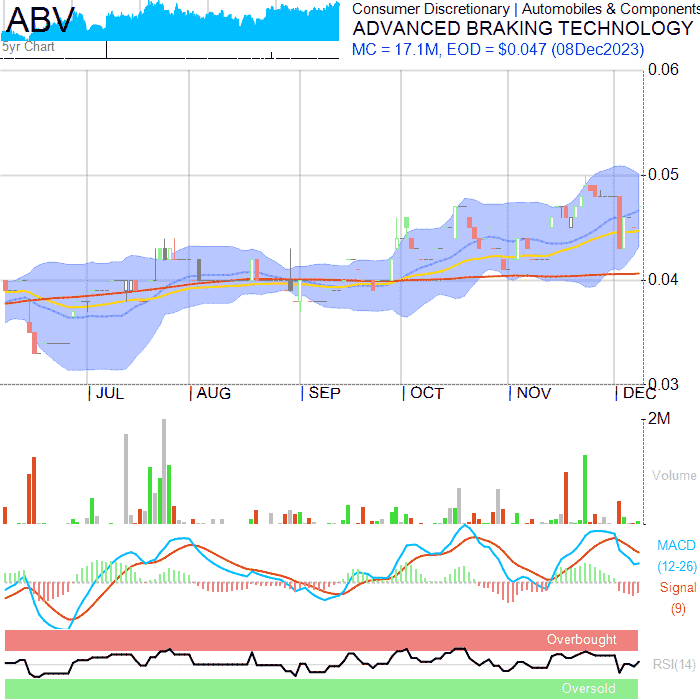 ABV
5yr Chart
Consumer Discretionary | Automobiles & Components
ADVANCED BRAKING TECHNOLOGY
MC = 17.1M, EOD = $0.047 (08Dec2023)
0.06
0.05
0.04
0.03
JUL AUG SEP OCT NOV DEC
2M
Volume
MACD
(12-26)
Signal
(9)
Overbought
RSI(14)
Oversold